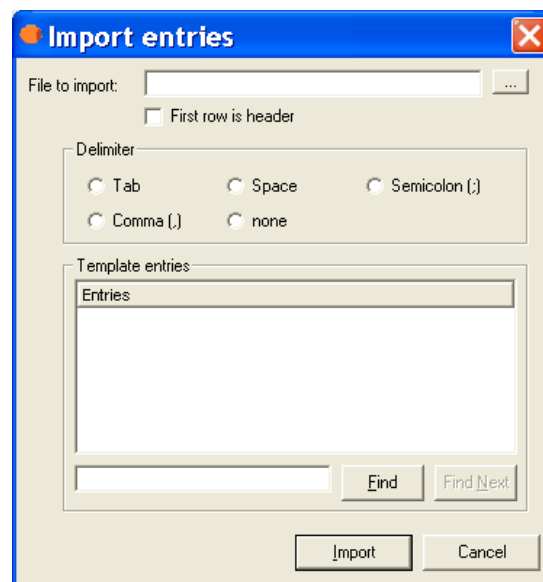 Import entries
File to import: ...
First row is header
Delimiter
Tab Space Semicolon (;)
Comma (,) none
Template entries
Entries
Find Find Next
Import Cancel